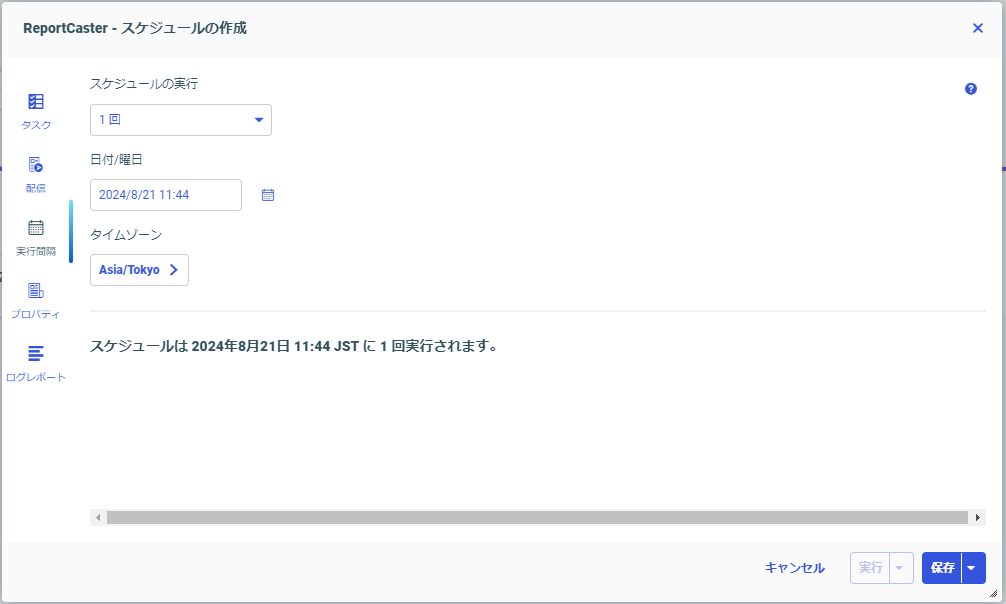 ReportCaster - スケジュールの作成
タスク
配信
実行間隔
プロパティ
ログレポート
スケジュールの実行
1 回
日付/曜日
2024/8/21 11:44
タイムゾーン
Asia/Tokyo
スケジュールは 2024年8月21日 11:44 JST に 1 回実行されます。
キャンセル
実行
保存